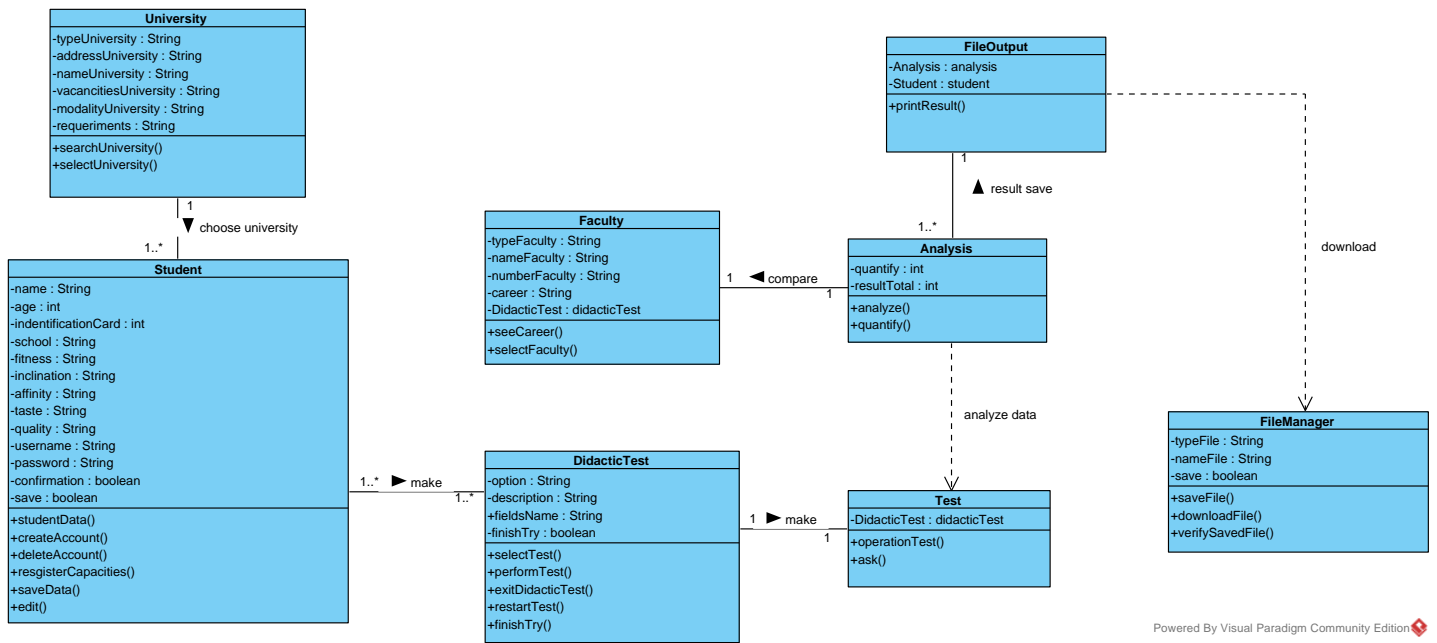 University
-typeUniversity : String
-addressUniversity : String
-nameUniversity : String
-vacancitiesUniversity : String
-modalityUniversity : String
-requeriments : String
+searchUniversity()
+selectUniversity()
1
choose university
1..*
Student
-name : String
-age : int
-indentificationCard : int
-school : String
-fitness : String
-inclination : String
-affinity : String
-taste : String
-quality : String
-username : String
-password : String
-confirmation : boolean
-save : boolean
+studentData()
+createAccount()
+deleteAccount()
+resgisterCapacities()
+saveData()
+edit()
1..*
make
1..*
DidacticTest
-option : String
-description : String
+fieldsName : String
-finishTry : boolean
+selectTest()
+performTest()
+exitDidacticTest()
+restartTest()
+finishTry()
1
make
1
Test
-DidacticTest : didacticTest
+operationTest()
+ask()
Faculty
-typeFaculty : String
-nameFaculty : String
-numberFaculty : String
-career : String
-DidacticTest : didacticTest
+seeCareer()
+selectFaculty()
1
compare
1
Analysis
-quantify : int
-resultTotal : int
+analyze()
+quantify()
analyze data
1..*
result save
1
FileOutput
-Analysis : analysis
-Student : student
+printResult()
download
FileManager
-typeFile : String
-nameFile : String
-save : boolean
+saveFile()
+downloadFile()
+verifySavedFile()
Powered By Visual Paradigm Community Edition